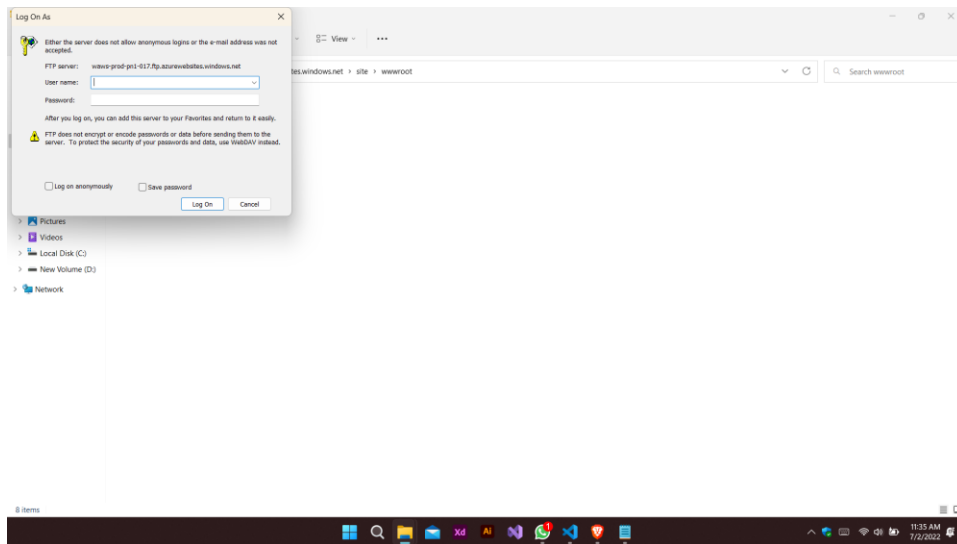 Log On As
Either the server does not allow anonymous logins or the e-mail address was not
accepted.
FTP server: waws-prod-pn1-017.ftp.azurewebsites.windows.net
User name:
Password:
After you log on, you can add this server to your Favorites and return to it easily.
FTP does not encrypt or encode passwords or data before sending them to the
server. To protect the security of your passwords and data, use WebDAV instead.
Log on anonymously
Save password
Log On
Cancel
View
tes.windows.net > site > wwwroot
Search wwwroot
Pictures
Videos
Local Disk (C:)
New Volume (D:)
Network
8 items
Xd
Ai
1
11:35 AM
7/2/2022